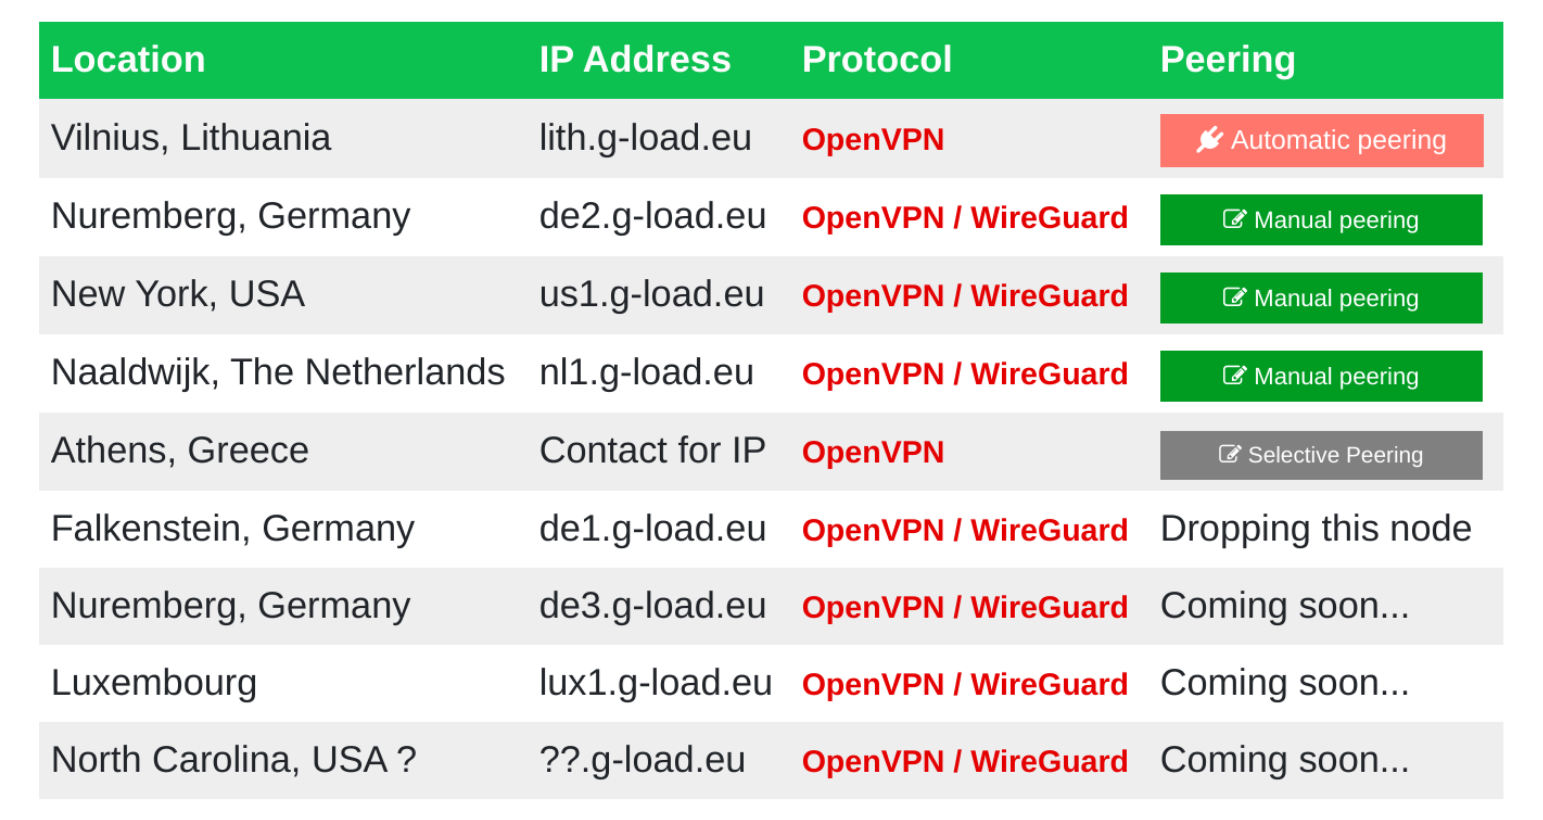 Location IP Address Protocol Peering
Vilnius, Lithuania lith.g-load.eu OpenVPN Automatic peering
Nuremberg, Germany de2.g-load.eu OpenVPN / WireGuard Manual peering
New York, USA us1.g-load.eu OpenVPN / WireGuard Manual peering
Naaldwijk, The Netherlands nl1.g-load.eu OpenVPN / WireGuard Manual peering
Athens, Greece Contact for IP OpenVPN Selective Peering
Falkenstein, Germany de1.g-load.eu OpenVPN / WireGuard Dropping this node
Nuremberg, Germany de3.g-load.eu OpenVPN / WireGuard Coming soon...
Luxembourg lux1.g-load.eu OpenVPN / WireGuard Coming soon...
North Carolina, USA ? ??.g-load.eu OpenVPN / WireGuard Coming soon...